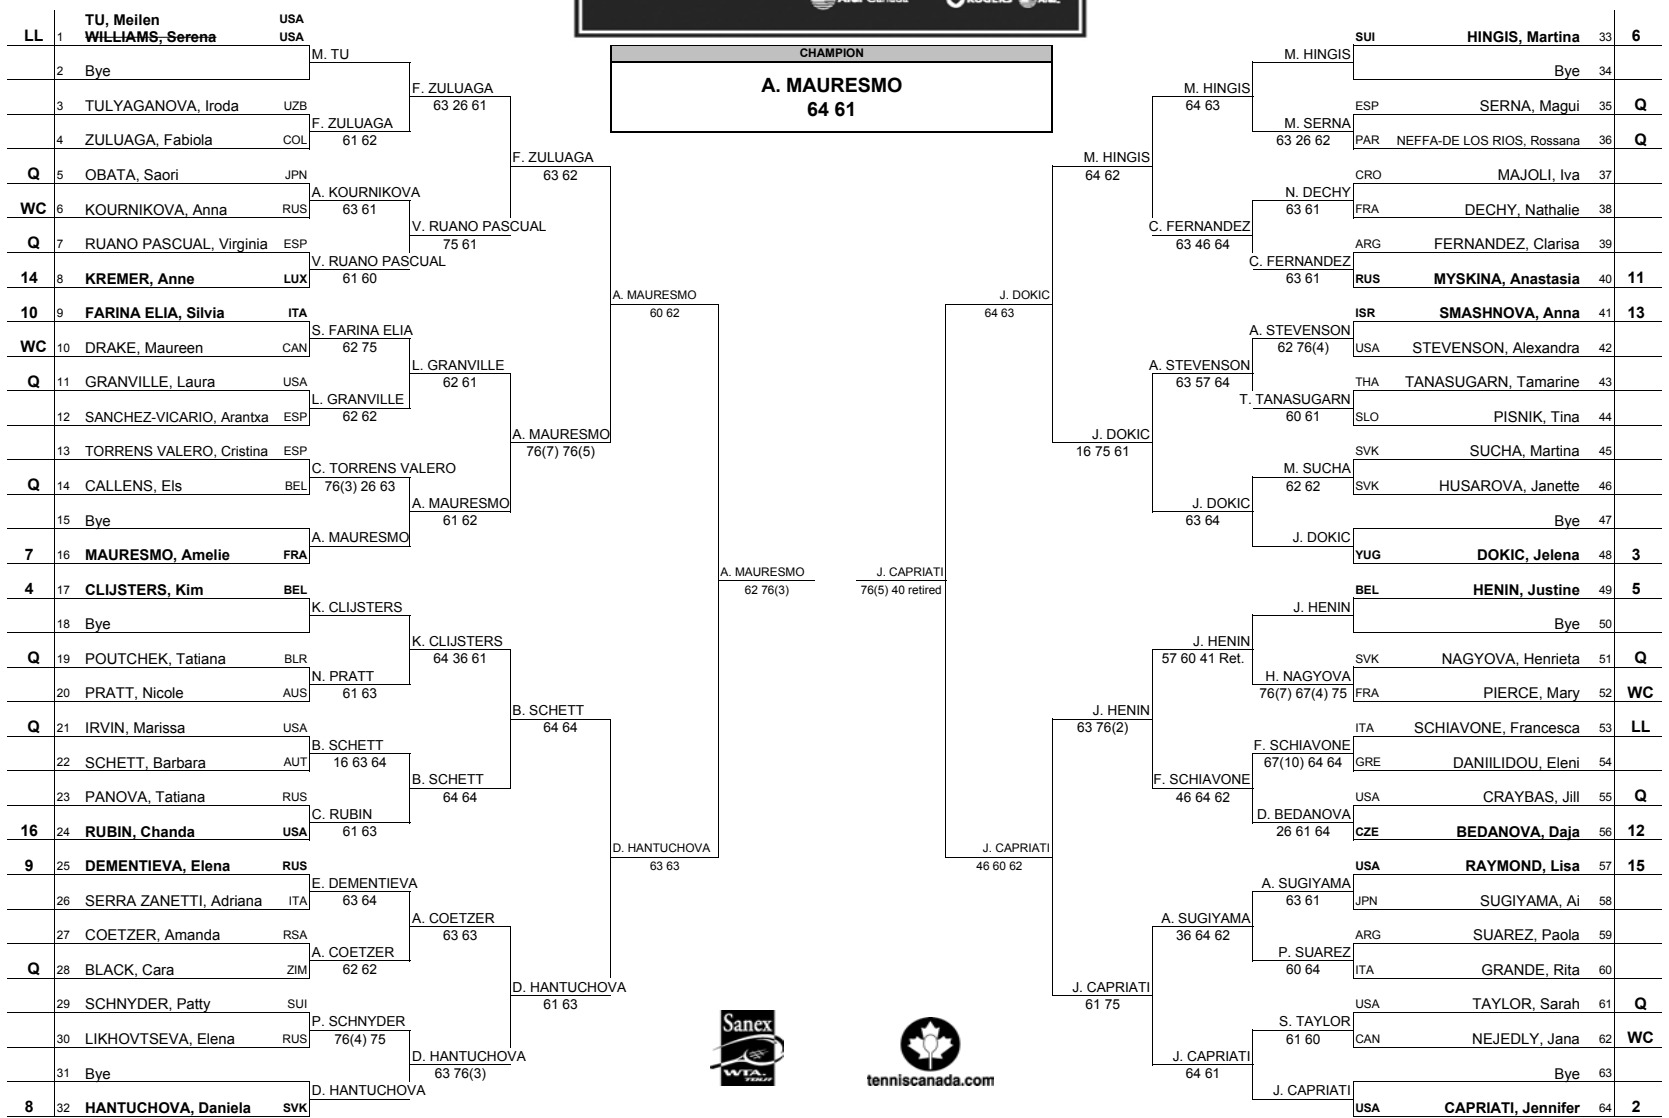 TU, Meilen USA
LL 1 WILLIAMS, Serena USA
2 Bye
3 TULYAGANOVA, Iroda UZB
4 ZULUAGA, Fabiola COL
Q 5 OBATA, Saori JPN
WC 6 KOURNIKOVA, Anna RUS
Q 7 RUANO PASCUAL, Virginia ESP
14 8 KREMER, Anne LUX
10 9 FARINA ELIA, Silvia ITA
WC 10 DRAKE, Maureen CAN
Q 11 GRANVILLE, Laura USA
12 SANCHEZ-VICARIO, Arantxa ESP
13 TORRENS VALERO, Cristina ESP
Q 14 CALLENS, Els BEL
15 Bye
7 16 MAURESMO, Amelie FRA
4 17 CLIJSTERS, Kim BEL
18 Bye
Q 19 POUTCHEK, Tatiana BLR
20 PRATT, Nicole AUS
Q 21 IRVIN, Marissa USA
22 SCHETT, Barbara AUT
23 PANOVA, Tatiana RUS
16 24 RUBIN, Chanda USA
9 25 DEMENTIEVA, Elena RUS
26 SERRA ZANETTI, Adriana ITA
27 COETZER, Amanda RSA
Q 28 BLACK, Cara ZIM
29 SCHNYDER, Patty SUI
30 LIKHOVTSEVA, Elena RUS
31 Bye
8 32 HANTUCHOVA, Daniela SVK
M. TU
F. ZULUAGA
61 62
A. KOURNIKOVA
63 61
V. RUANO PASCUAL
61 60
S. FARINA ELIA
62 75
L. GRANVILLE
62 62
C. TORRENS VALERO
76(3) 26 63
A. MAURESMO
K. CLIJSTERS
N. PRATT
61 63
B. SCHETT
16 63 64
C. RUBIN
61 63
E. DEMENTIEVA
63 64
A. COETZER
62 62
P. SCHNYDER
76(4) 75
D. HANTUCHOVA
F. ZULUAGA
63 26 61
V. RUANO PASCUAL
75 61
L. GRANVILLE
62 61
A. MAURESMO
61 62
K. CLIJSTERS
64 36 61
B. SCHETT
64 64
A. COETZER
63 63
D. HANTUCHOVA
63 76(3)
F. ZULUAGA
63 62
A. MAURESMO
76(7) 76(5)
B. SCHETT
64 64
D. HANTUCHOVA
61 63
A. MAURESMO
60 62
D. HANTUCHOVA
63 63
A. MAURESMO
62 76(3)
CHAMPION
A. MAURESMO
64 61
J. CAPRIATI
76(5) 40 retired
J. DOKIC
64 63
J. CAPRIATI
46 60 62
M. HINGIS
64 62
J. DOKIC
16 75 61
J. HENIN
63 76(2)
J. CAPRIATI
61 75
M. HINGIS
64 63
C. FERNANDEZ
63 46 64
A. STEVENSON
63 57 64
J. DOKIC
63 64
J. HENIN
57 60 41 Ret.
F. SCHIAVONE
46 64 62
A. SUGIYAMA
36 64 62
J. CAPRIATI
64 61
M. HINGIS
M. SERNA
63 26 62
N. DECHY
63 61
C. FERNANDEZ
63 61
A. STEVENSON
62 76(4)
T. TANASUGARN
60 61
M. SUCHA
62 62
J. DOKIC
J. HENIN
H. NAGYOVA
76(7) 67(4) 75
F. SCHIAVONE
67(10) 64 64
D. BEDANOVA
26 61 64
A. SUGIYAMA
63 61
P. SUAREZ
60 64
S. TAYLOR
61 60
J. CAPRIATI
SUI HINGIS, Martina 33 6
Bye 34
ESP SERNA, Magui 35 Q
PAR NEFFA-DE LOS RIOS, Rossana 36 Q
CRO MAJOLI, Iva 37
FRA DECHY, Nathalie 38
ARG FERNANDEZ, Clarisa 39
RUS MYSKINA, Anastasia 40 11
ISR SMASHNOVA, Anna 41 13
USA STEVENSON, Alexandra 42
THA TANASUGARN, Tamarine 43
SLO PISNIK, Tina 44
SVK SUCHA, Martina 45
SVK HUSAROVA, Janette 46
Bye 47
YUG DOKIC, Jelena 48 3
BEL HENIN, Justine 49 5
Bye 50
SVK NAGYOVA, Henrieta 51 Q
FRA PIERCE, Mary 52 WC
ITA SCHIAVONE, Francesca 53 LL
GRE DANIILIDOU, Eleni 54
USA CRAYBAS, Jill 55 Q
CZE BEDANOVA, Daja 56 12
USA RAYMOND, Lisa 57 15
JPN SUGIYAMA, Ai 58
ARG SUAREZ, Paola 59
ITA GRANDE, Rita 60
USA TAYLOR, Sarah 61 Q
CAN NEJEDLY, Jana 62 WC
Bye 63
USA CAPRIATI, Jennifer 64 2
Sanex
WTA
TOUR
tenniscanada.com